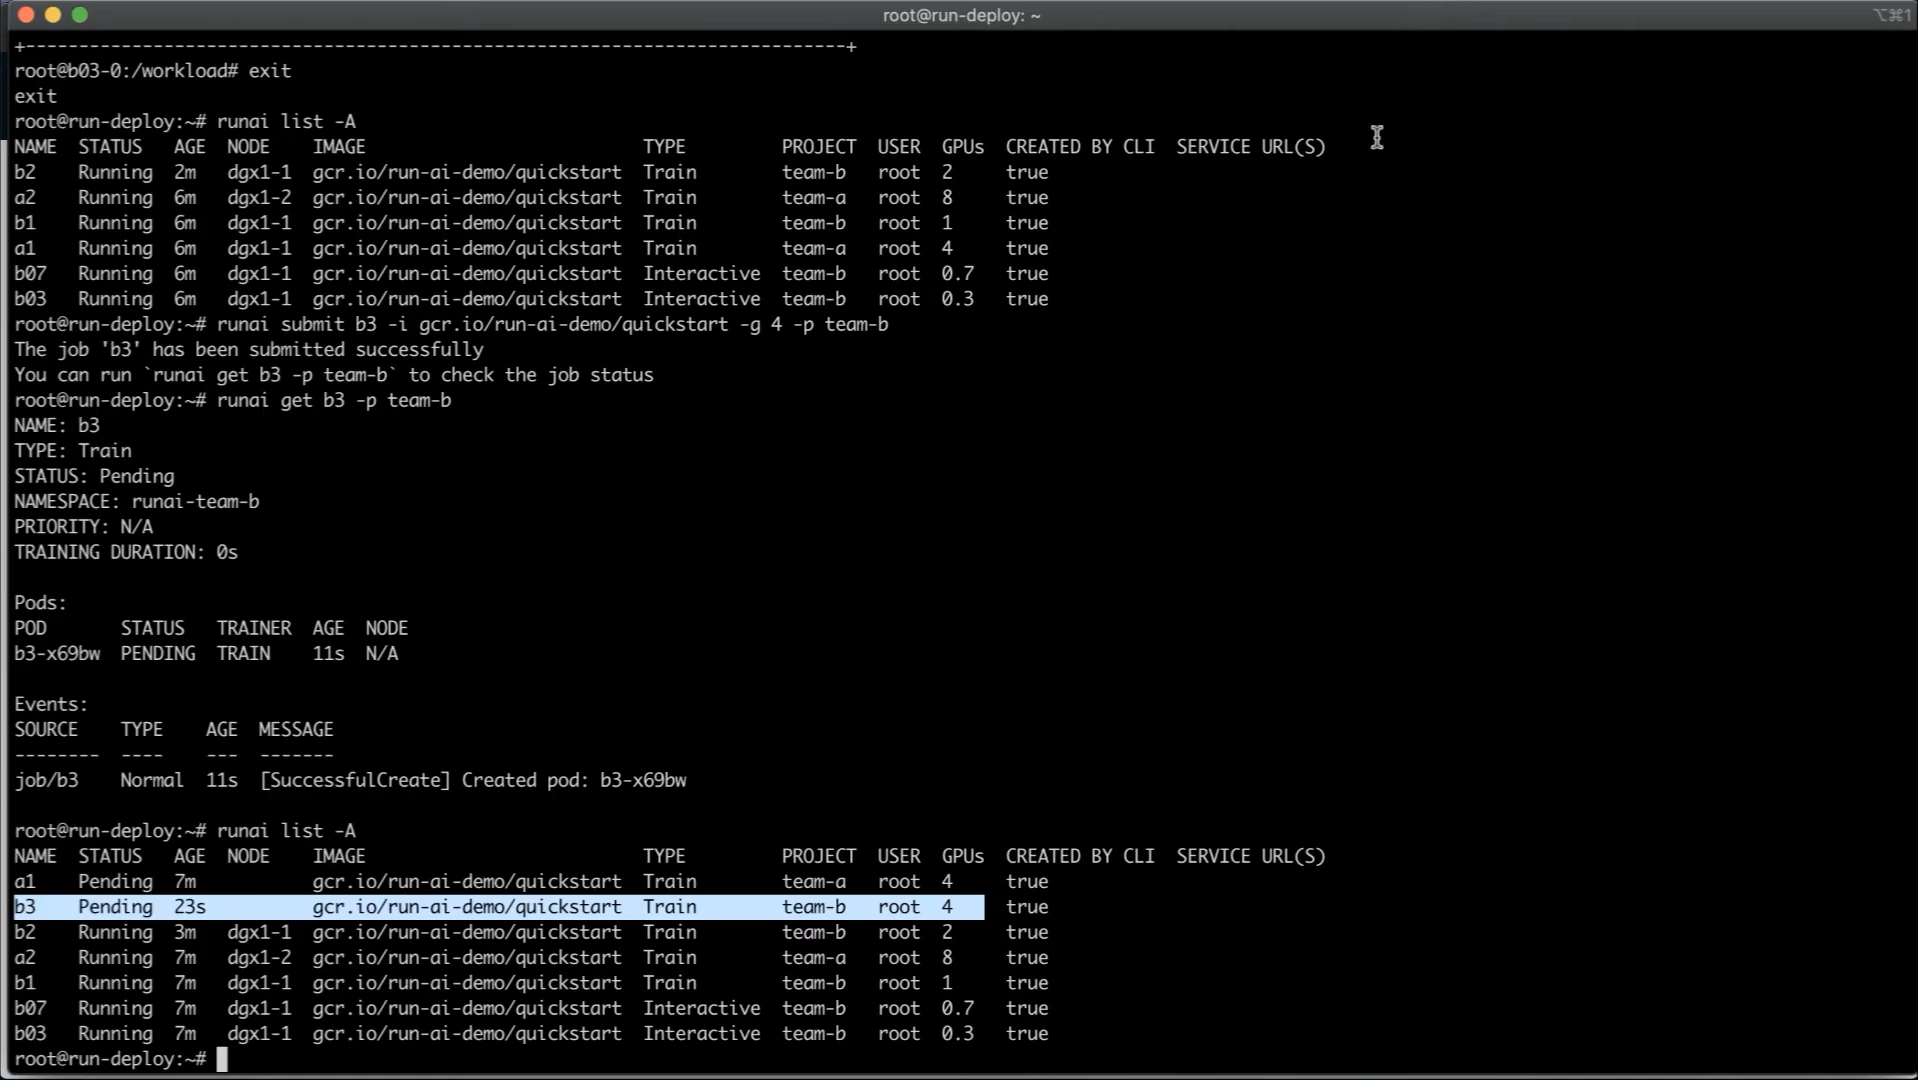 root@run-deploy: ~
⌥⌘1
+-----------------------------------------------------------------------------+
root@b03-0:/workload# exit
exit
root@run-deploy:~# runai list -A
NAME  STATUS   AGE  NODE    IMAGE                          TYPE         PROJECT  USER  GPUs  CREATED BY CLI  SERVICE URL(S)
b2    Running  2m   dgx1-1  gcr.io/run-ai-demo/quickstart  Train        team-b   root  2     true
a2    Running  6m   dgx1-2  gcr.io/run-ai-demo/quickstart  Train        team-a   root  8     true
b1    Running  6m   dgx1-1  gcr.io/run-ai-demo/quickstart  Train        team-b   root  1     true
a1    Running  6m   dgx1-1  gcr.io/run-ai-demo/quickstart  Train        team-a   root  4     true
b07   Running  6m   dgx1-1  gcr.io/run-ai-demo/quickstart  Interactive  team-b   root  0.7   true
b03   Running  6m   dgx1-1  gcr.io/run-ai-demo/quickstart  Interactive  team-b   root  0.3   true
root@run-deploy:~# runai submit b3 -i gcr.io/run-ai-demo/quickstart -g 4 -p team-b
The job 'b3' has been submitted successfully
You can run `runai get b3 -p team-b` to check the job status
root@run-deploy:~# runai get b3 -p team-b
NAME: b3
TYPE: Train
STATUS: Pending
NAMESPACE: runai-team-b
PRIORITY: N/A
TRAINING DURATION: 0s
Pods:
POD       STATUS   TRAINER  AGE  NODE
b3-x69bw  PENDING  TRAIN    11s  N/A
Events:
SOURCE    TYPE    AGE  MESSAGE
--------  ----    ---  -------
job/b3    Normal  11s  [SuccessfulCreate] Created pod: b3-x69bw
root@run-deploy:~# runai list -A
NAME  STATUS   AGE  NODE    IMAGE                          TYPE         PROJECT  USER  GPUs  CREATED BY CLI  SERVICE URL(S)
a1    Pending  7m           gcr.io/run-ai-demo/quickstart  Train        team-a   root  4     true
b3    Pending  23s          gcr.io/run-ai-demo/quickstart  Train        team-b   root  4     true
b2    Running  3m   dgx1-1  gcr.io/run-ai-demo/quickstart  Train        team-b   root  2     true
a2    Running  7m   dgx1-2  gcr.io/run-ai-demo/quickstart  Train        team-a   root  8     true
b1    Running  7m   dgx1-1  gcr.io/run-ai-demo/quickstart  Train        team-b   root  1     true
b07   Running  7m   dgx1-1  gcr.io/run-ai-demo/quickstart  Interactive  team-b   root  0.7   true
b03   Running  7m   dgx1-1  gcr.io/run-ai-demo/quickstart  Interactive  team-b   root  0.3   true
root@run-deploy:~#